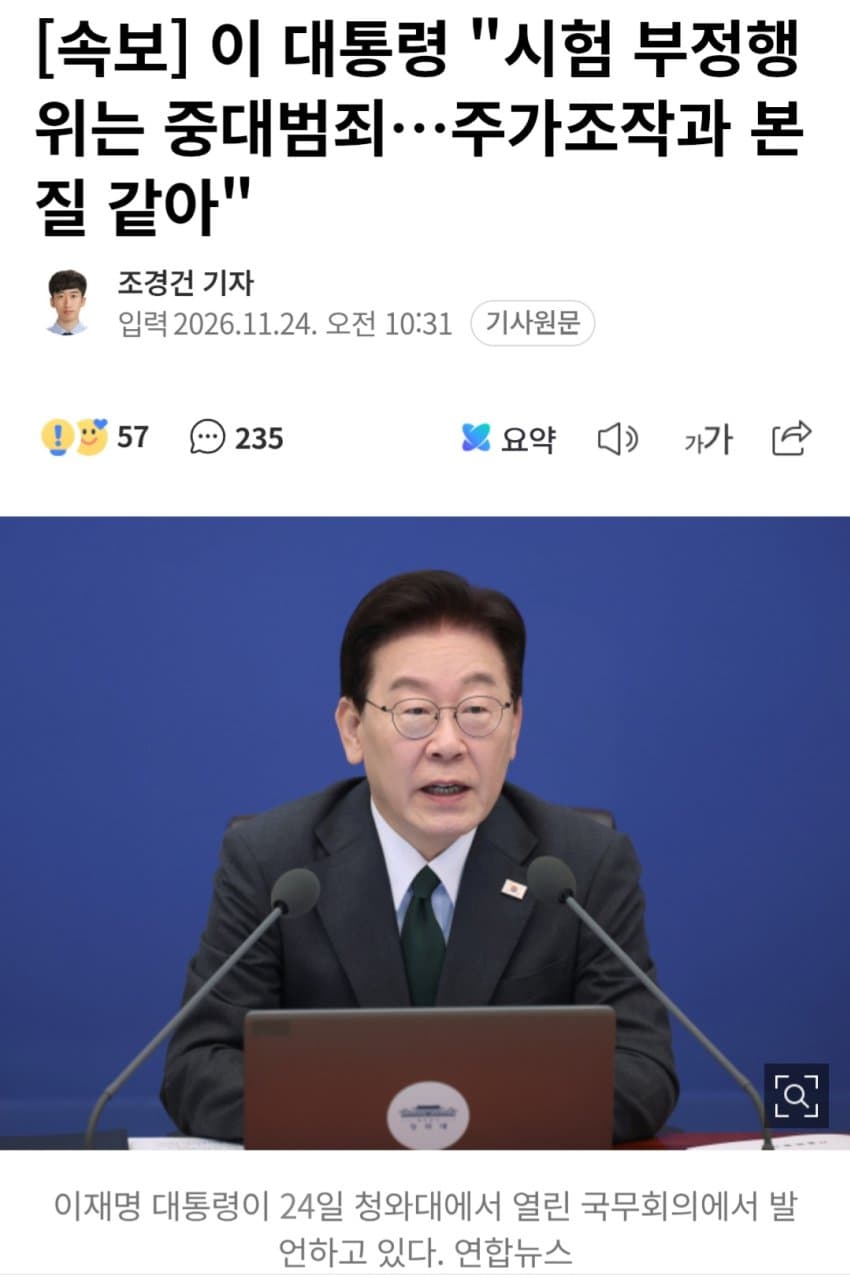 [속보] 이 대통령 "시험 부정행
위는 중대범죄…주가조작과 본
질 같아"
조경건 기자
입력 2026.11.24. 오전 10:31 기사원문
57 235 요약 가가
청와대
이재명 대통령이 24일 청와대에서 열린 국무회의에서 발
언하고 있다. 연합뉴스